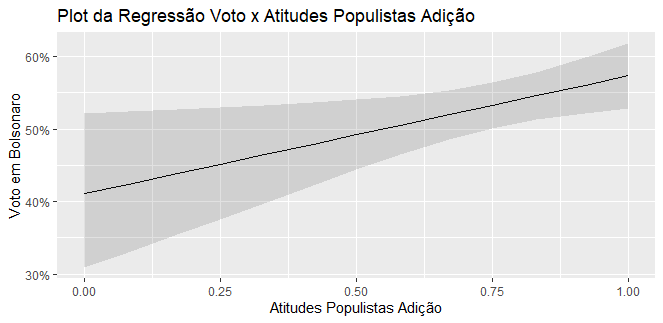 Plot da Regressão Voto x Atitudes Populistas Adição
60%
50%
40%
30%
Voto em Bolsonaro
0.00 0.25 0.50 0.75 1.00
Atitudes Populistas Adição